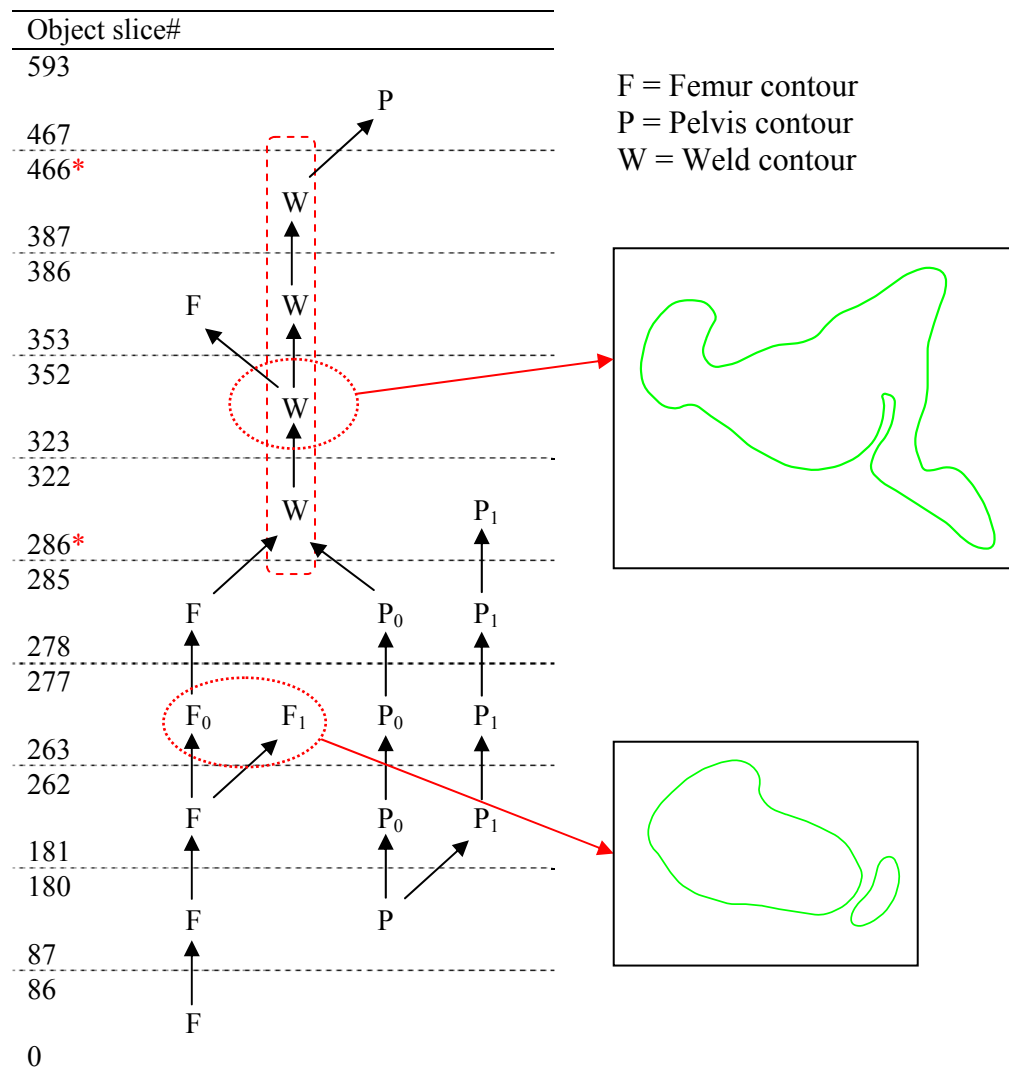 Object slice#
593
P
467
466*
W
387
386
F W
353
352
W
323
322
W P₁
286*
285
F P₀ P₁
278
277
F₀ F₁ P₀ P₁
263
262
F P₀ P₁
181
180
F P
87
86
F
0
F = Femur contour
P = Pelvis contour
W = Weld contour